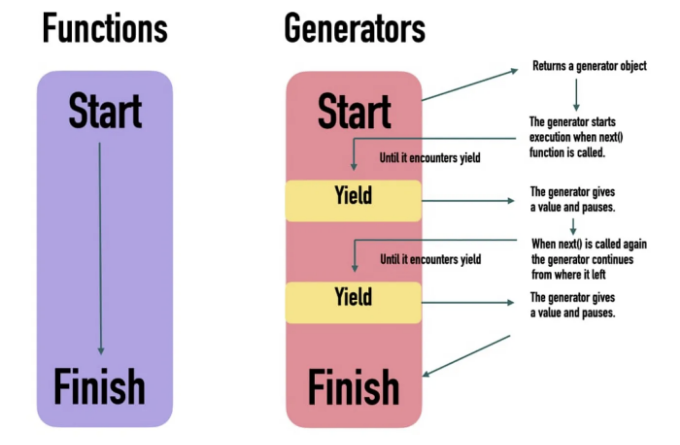 Functions
Generators
Start
Finish
Start
Returns a generator object
The generator starts
execution when next()
function is called.
Until it encounters yield
Yield
The generator gives
a value and pauses.
When next() is called again
the generator continues
from where it left
Until it encounters yield
Yield
The generator gives
a value and pauses.
Finish